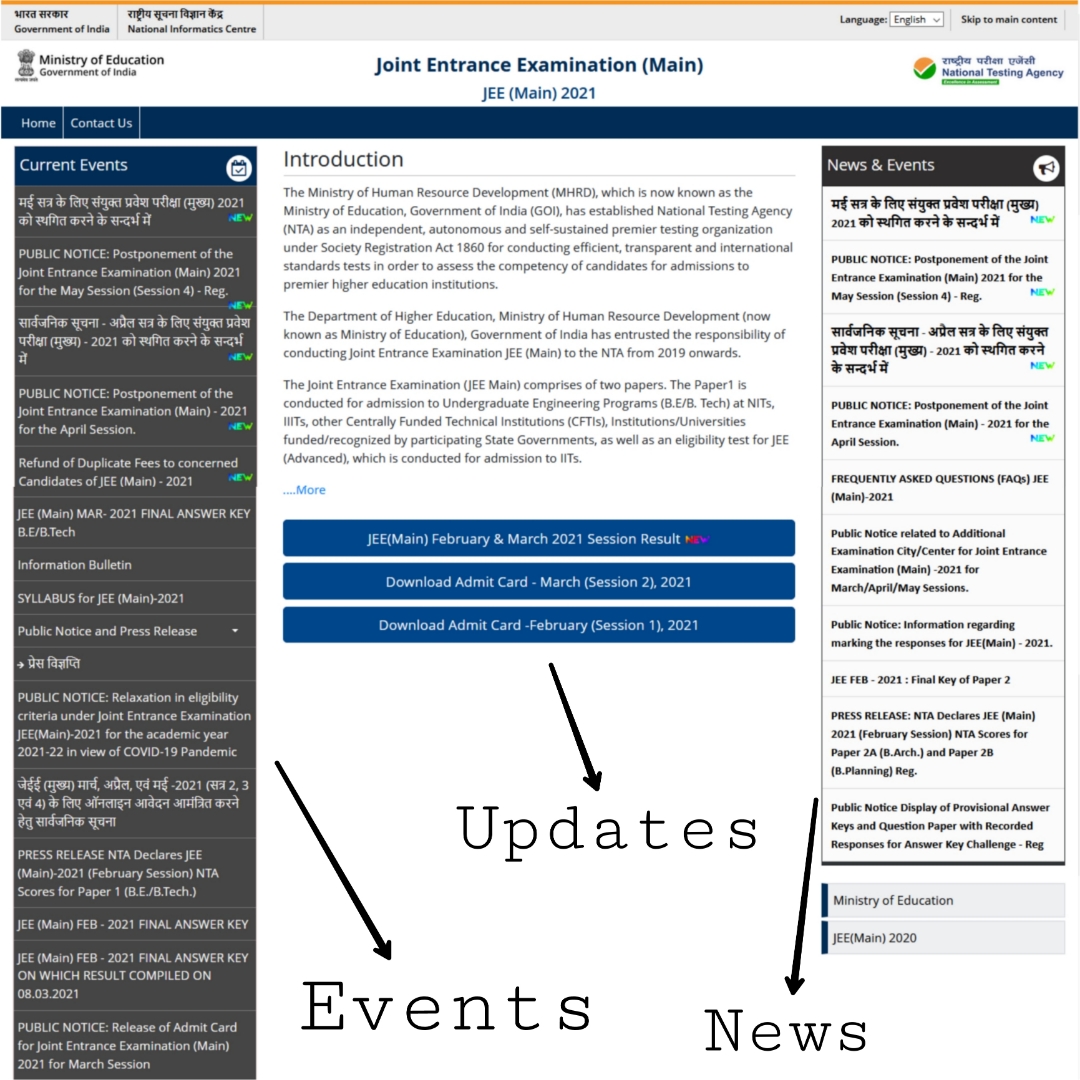 भारत सरकार
Government of India
राष्ट्रीय सूचना विज्ञान केंद्र
National Informatics Centre
Language: English
Skip to main content
Ministry of Education
Government of India
Joint Entrance Examination (Main)
JEE (Main) 2021
राष्ट्रीय परीक्षा एजेंसी
National Testing Agency
Excellence in Assessment
Home
Contact Us
Current Events
मई सत्र के लिए संयुक्त प्रवेश परीक्षा (मुख्य) 2021
को स्थगित करने के सन्दर्भ में NEW
PUBLIC NOTICE: Postponement of the
Joint Entrance Examination (Main) 2021
for the May Session (Session 4) - Reg.
NEW
सार्वजनिक सूचना - अप्रैल सत्र के लिए संयुक्त प्रवेश
परीक्षा (मुख्य) - 2021 को स्थगित करने के सन्दर्भ
में NEW
PUBLIC NOTICE: Postponement of the
Joint Entrance Examination (Main) - 2021
for the April Session. NEW
Refund of Duplicate Fees to concerned
Candidates of JEE (Main) - 2021 NEW
JEE (Main) MAR- 2021 FINAL ANSWER KEY
B.E/B.Tech
Information Bulletin
SYLLABUS for JEE (Main)-2021
Public Notice and Press Release
प्रेस विज्ञप्ति
PUBLIC NOTICE: Relaxation in eligibility
criteria under Joint Entrance Examination
JEE(Main)-2021 for the academic year
2021-22 in view of COVID-19 Pandemic
जेईई (मुख्य) मार्च, अप्रैल, एवं मई -2021 (सत्र 2, 3
एवं 4) के लिए ऑनलाइन आवेदन आमंत्रित करने
हेतु सार्वजनिक सूचना
PRESS RELEASE NTA Declares JEE
(Main)-2021 (February Session) NTA
Scores for Paper 1 (B.E./B.Tech.)
JEE (Main) FEB - 2021 FINAL ANSWER KEY
JEE (Main) FEB - 2021 FINAL ANSWER KEY
ON WHICH RESULT COMPILED ON
08.03.2021
PUBLIC NOTICE: Release of Admit Card
for Joint Entrance Examination (Main)
2021 for March Session
Introduction
The Ministry of Human Resource Development (MHRD), which is now known as the
Ministry of Education, Government of India (GOI), has established National Testing Agency
(NTA) as an independent, autonomous and self-sustained premier testing organization
under Society Registration Act 1860 for conducting efficient, transparent and international
standards tests in order to assess the competency of candidates for admissions to
premier higher education institutions.
The Department of Higher Education, Ministry of Human Resource Development (now
known as Ministry of Education), Government of India has entrusted the responsibility of
conducting Joint Entrance Examination JEE (Main) to the NTA from 2019 onwards.
The Joint Entrance Examination (JEE Main) comprises of two papers. The Paper1 is
conducted for admission to Undergraduate Engineering Programs (B.E/B. Tech) at NITs,
IIITs, other Centrally Funded Technical Institutions (CFTIs), Institutions/Universities
funded/recognized by participating State Governments, as well as an eligibility test for JEE
(Advanced), which is conducted for admission to IITs.
....More
JEE(Main) February & March 2021 Session Result NEW
Download Admit Card - March (Session 2), 2021
Download Admit Card -February (Session 1), 2021
Updates
Events
News
News & Events
मई सत्र के लिए संयुक्त प्रवेश परीक्षा (मुख्य)
2021 को स्थगित करने के सन्दर्भ में NEW
PUBLIC NOTICE: Postponement of the Joint
Entrance Examination (Main) 2021 for the
May Session (Session 4) - Reg. NEW
सार्वजनिक सूचना - अप्रैल सत्र के लिए संयुक्त
प्रवेश परीक्षा (मुख्य) - 2021 को स्थगित करने
के सन्दर्भ में NEW
PUBLIC NOTICE: Postponement of the Joint
Entrance Examination (Main) - 2021 for the
April Session. NEW
FREQUENTLY ASKED QUESTIONS (FAQs) JEE
(Main)-2021
Public Notice related to Additional
Examination City/Center for Joint Entrance
Examination (Main) -2021 for
March/April/May Sessions.
Public Notice: Information regarding
marking the responses for JEE(Main) - 2021.
JEE FEB - 2021 : Final Key of Paper 2
PRESS RELEASE: NTA Declares JEE (Main)
2021 (February Session) NTA Scores for
Paper 2A (B.Arch.) and Paper 2B
(B.Planning) Reg.
Public Notice Display of Provisional Answer
Keys and Question Paper with Recorded
Responses for Answer Key Challenge - Reg
Ministry of Education
JEE(Main) 2020